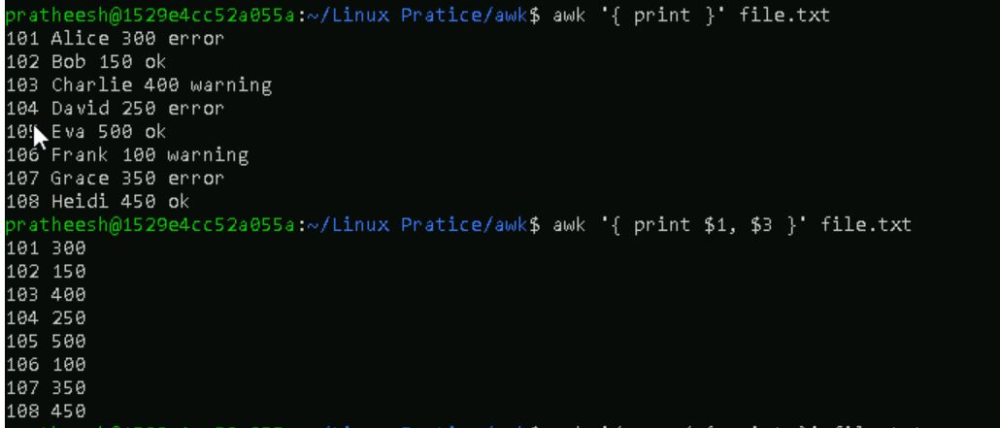 pratheesh@1529e4cc52a055a:~/Linux Pratice/awk$ awk '{ print }' file.txt
101 Alice 300 error
102 Bob 150 ok
103 Charlie 400 warning
104 David 250 error
105 Eva 500 ok
106 Frank 100 warning
107 Grace 350 error
108 Heidi 450 ok
pratheesh@1529e4cc52a055a:~/Linux Pratice/awk$ awk '{ print $1, $3 }' file.txt
101 300
102 150
103 400
104 250
105 500
106 100
107 350
108 450